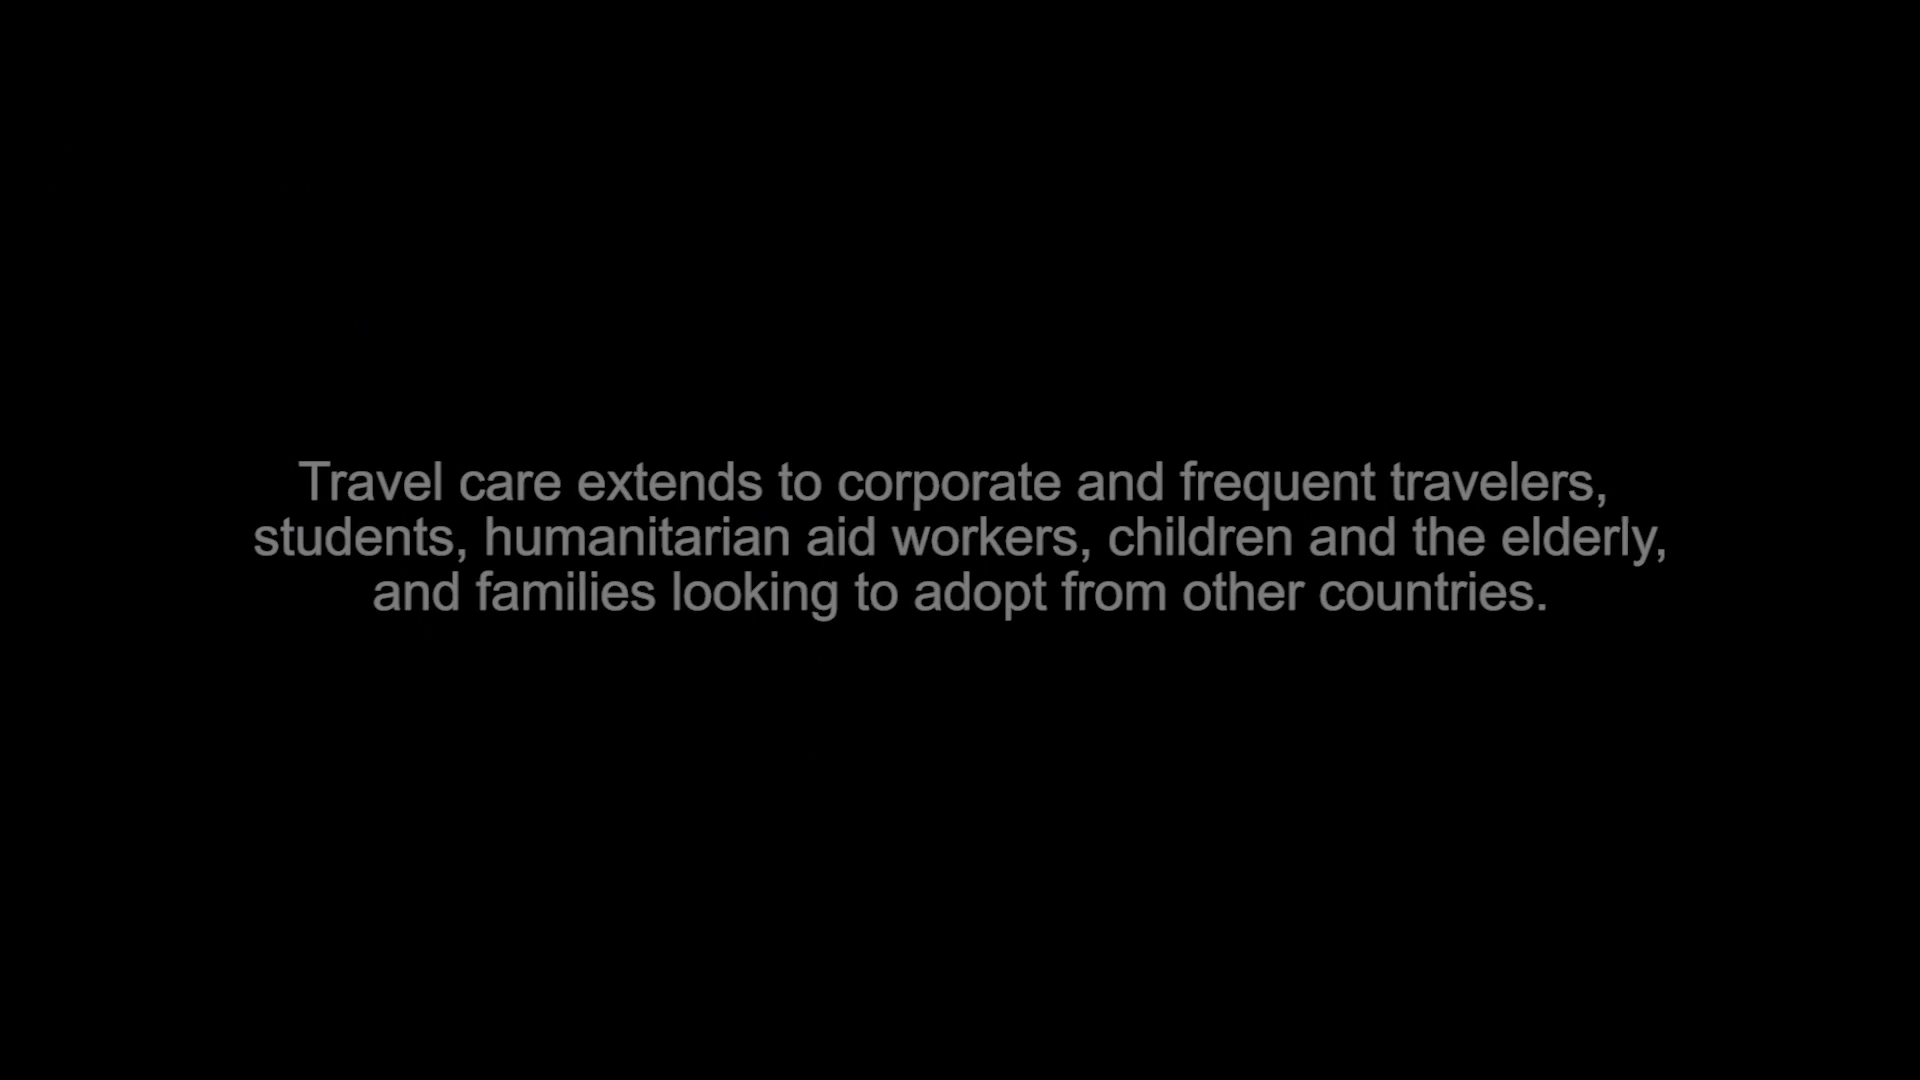 Travel care extends to corporate and frequent travelers,
students, humanitarian aid workers, children and the elderly,
and families looking to adopt from other countries.